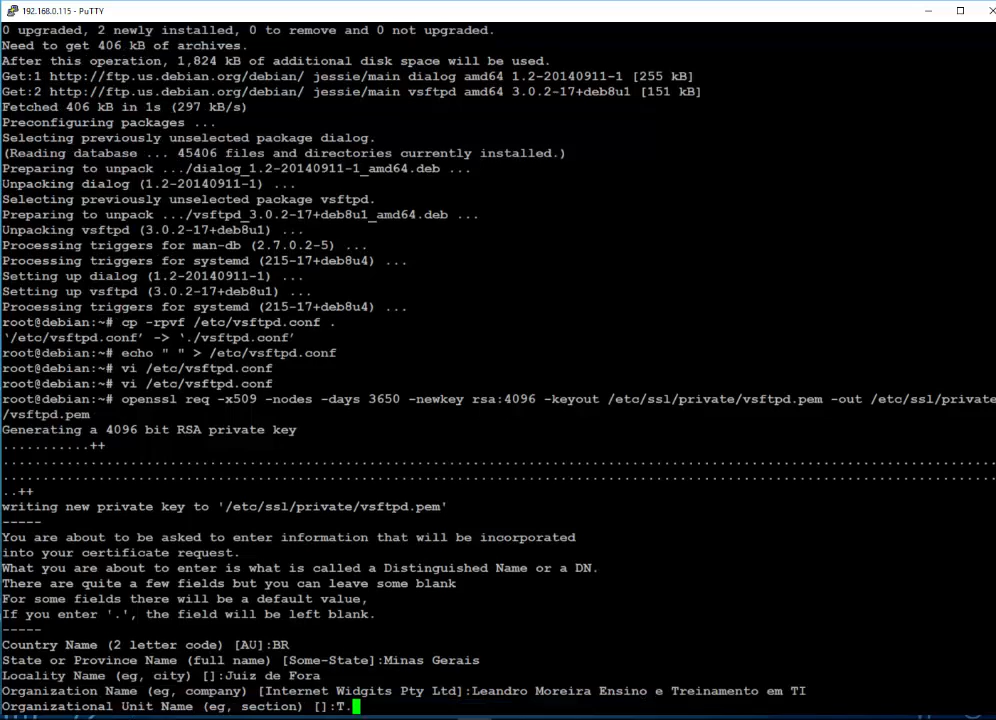 192.168.0.115 - PuTTY
0 upgraded, 2 newly installed, 0 to remove and 0 not upgraded.
Need to get 406 kB of archives.
After this operation, 1,824 kB of additional disk space will be used.
Get:1 http://ftp.us.debian.org/debian/ jessie/main dialog amd64 1.2-20140911-1 [255 kB]
Get:2 http://ftp.us.debian.org/debian/ jessie/main vsftpd amd64 3.0.2-17+deb8u1 [151 kB]
Fetched 406 kB in 1s (297 kB/s)
Preconfiguring packages ...
Selecting previously unselected package dialog.
(Reading database ... 45406 files and directories currently installed.)
Preparing to unpack .../dialog_1.2-20140911-1_amd64.deb ...
Unpacking dialog (1.2-20140911-1) ...
Selecting previously unselected package vsftpd.
Preparing to unpack .../vsftpd_3.0.2-17+deb8u1_amd64.deb ...
Unpacking vsftpd (3.0.2-17+deb8u1) ...
Processing triggers for man-db (2.7.0.2-5) ...
Processing triggers for systemd (215-17+deb8u4) ...
Setting up dialog (1.2-20140911-1) ...
Setting up vsftpd (3.0.2-17+deb8u1) ...
Processing triggers for systemd (215-17+deb8u4) ...
root@debian:~# cp -rpvf /etc/vsftpd.conf .
‘/etc/vsftpd.conf’ -> ‘./vsftpd.conf’
root@debian:~# echo " " > /etc/vsftpd.conf
root@debian:~# vi /etc/vsftpd.conf
root@debian:~# vi /etc/vsftpd.conf
root@debian:~# openssl req -x509 -nodes -days 3650 -newkey rsa:4096 -keyout /etc/ssl/private/vsftpd.pem -out /etc/ssl/private
/vsftpd.pem
Generating a 4096 bit RSA private key
...........++
.............................................................................................................................
.............................................................................................................................
..++
writing new private key to '/etc/ssl/private/vsftpd.pem'
-----
You are about to be asked to enter information that will be incorporated
into your certificate request.
What you are about to enter is what is called a Distinguished Name or a DN.
There are quite a few fields but you can leave some blank
For some fields there will be a default value,
If you enter '.', the field will be left blank.
-----
Country Name (2 letter code) [AU]:BR
State or Province Name (full name) [Some-State]:Minas Gerais
Locality Name (eg, city) []:Juiz de Fora
Organization Name (eg, company) [Internet Widgits Pty Ltd]:Leandro Moreira Ensino e Treinamento em TI
Organizational Unit Name (eg, section) []:T.